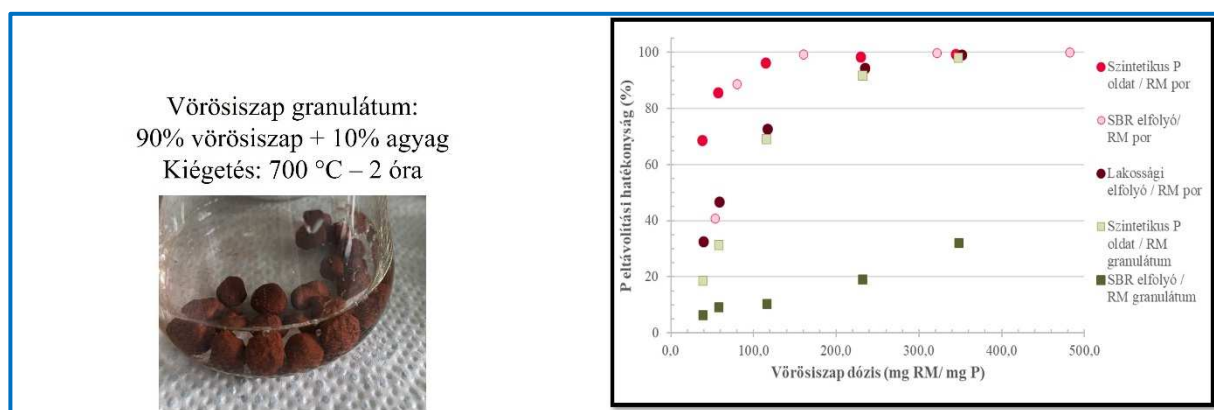 Vörösiszap granulátum:
90% vörösiszap + 10% agyag
Kiégetés: 700 °C – 2 óra
P eltávolítási hatékonyság (%)
100
80
60
40
20
0
0,0
100,0
200,0
300,0
400,0
500,0
Vörösiszap dózis (mg RM/ mg P)
Szintetikus P
oldat / RM por
SBR elfolyó/
RM por
Lakossági
elfolyó / RM por
Szintetikus P
oldat / RM
granulátum
SBR elfolyó /
RM granulátum